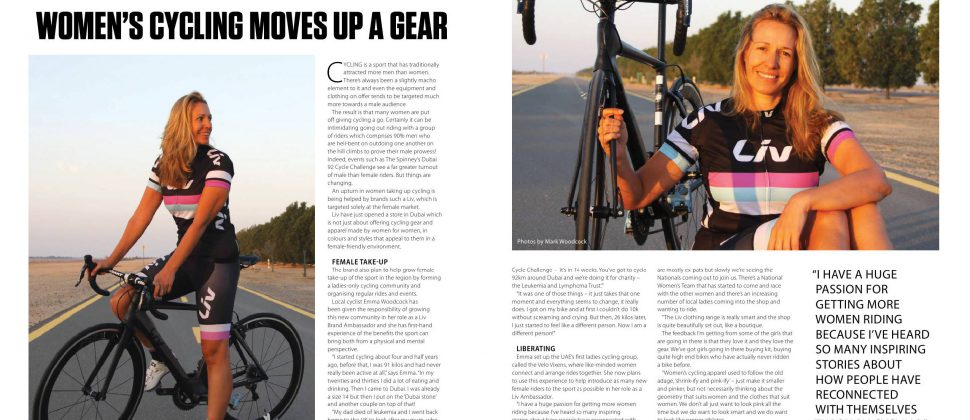 WOMEN'S CYCLING MOVES UP A GEAR
CYCLING is a sport that has traditionally
attracted more men than women.
There's always been a slightly macho
element to it and even the equipment and
clothing on offer tends to be targeted much
more towards a male audience
The result is that many women are put
off giving cycling a go. Certainly it can be
intimidating going out riding with a group
of riders which comprises 90% men who
are hell-bent on outdoing one another on
the hill climbs to prove their male prowess!
Indeed, events such as The Spinney's Dubai
92 Cycle Challenge see a far greater turnout
of male than female riders. But things are
changing.
An upturn in women taking up cycling is
being helped by brands such a Liv, which is
targeted solely at the female market.
Liv have just opened a store in Dubai which
is not just about offering cycling gear and
apparel made by women for women, in
colours and styles that appeal to them in a
female-friendly environment.
FEMALE TAKE-UP
The brand also plan to help grow female
take-up of the sport in the region by forming
a ladies-only cycling community and
organising regular rides and events.
Local cyclist Emma Woodcock has
been given the responsibility of growing
this new community in her role as a Liv
Brand Ambassador and she has first-hand
experience of the benefits the sport can
bring both from a physical and mental
perspective.
"I started cycling about four and half years
ago, before that, I was 91 kilos and had never
really been active at all," says Emma. "In my
twenties and thirties I did a lot of eating and
drinking. Then I came to Dubai. I was already
a size 14 but then I put on the 'Dubai stone'
and another couple on top of that!
"My dad died of leukemia and I went back
Liv
Liv
Photos by Mark Woodcock
Cycle Challenge - it's in 14 weeks. You've got to cycle
92km around Dubai and we're doing it for charity –
the Leukemia and Lymphoma Trust.'"
"It was one of those things – it just takes that one
moment and everything seems to change, it really
does. I got on my bike and at first I couldn't do 10k
without screaming and crying. But then, 26 kilos later,
I just started to feel like a different person. Now I am a
different person!"
LIBERATING
Emma set up the UAE's first ladies cycling group,
called the Velo Vixens, where like-minded women
connect and arrange rides together. She now plans
to use this experience to help introduce as many new
female riders to the sport as possible in her role as a
Liv Ambassador.
"I have a huge passion for getting more women
riding because I've heard so many inspiring
are mostly ex pats but slowly we're seeing the
Nationals coming out to join us. There's a National
Women's Team that has started to come and race
with the other women and there's an increasing
number of local ladies coming into the shop and
wanting to ride.
"The Liv clothing range is really smart and the shop
is quite beautifully set out, like a boutique.
The feedback I'm getting from some of the girls that
are going in there is that they love it and they love the
gear. We've got girls going in there buying kit, buying
quite high end bikes who have actually never ridden
a bike before.
"Women's cycling apparel used to follow the old
adage, 'shrink-ify and pink-ify' – just make it smaller
and pinker, but not necessarily thinking about the
geometry that suits women and the clothes that suit
women. We don't all just want to look pink all the
time but we do want to look smart and we do want
"I HAVE A HUGE
PASSION FOR
GETTING MORE
WOMEN RIDING
BECAUSE I'VE HEARD
SO MANY INSPIRING
STORIES ABOUT
HOW PEOPLE HAVE
RECONNECTED
WITH THEMSELVES